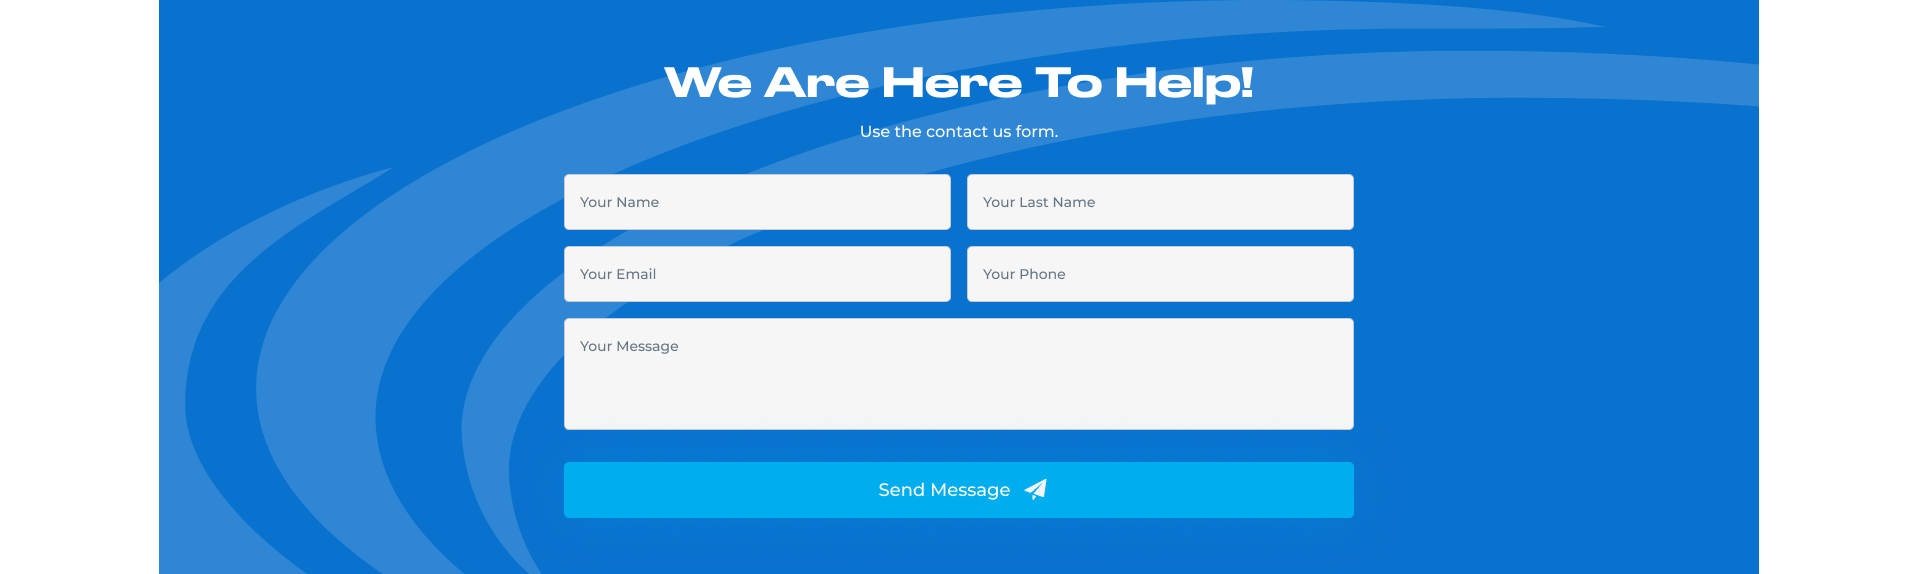 We Are Here To Help!
Use the contact us form.
Your Name
Your Last Name
Your Email
Your Phone
Your Message
Send Message